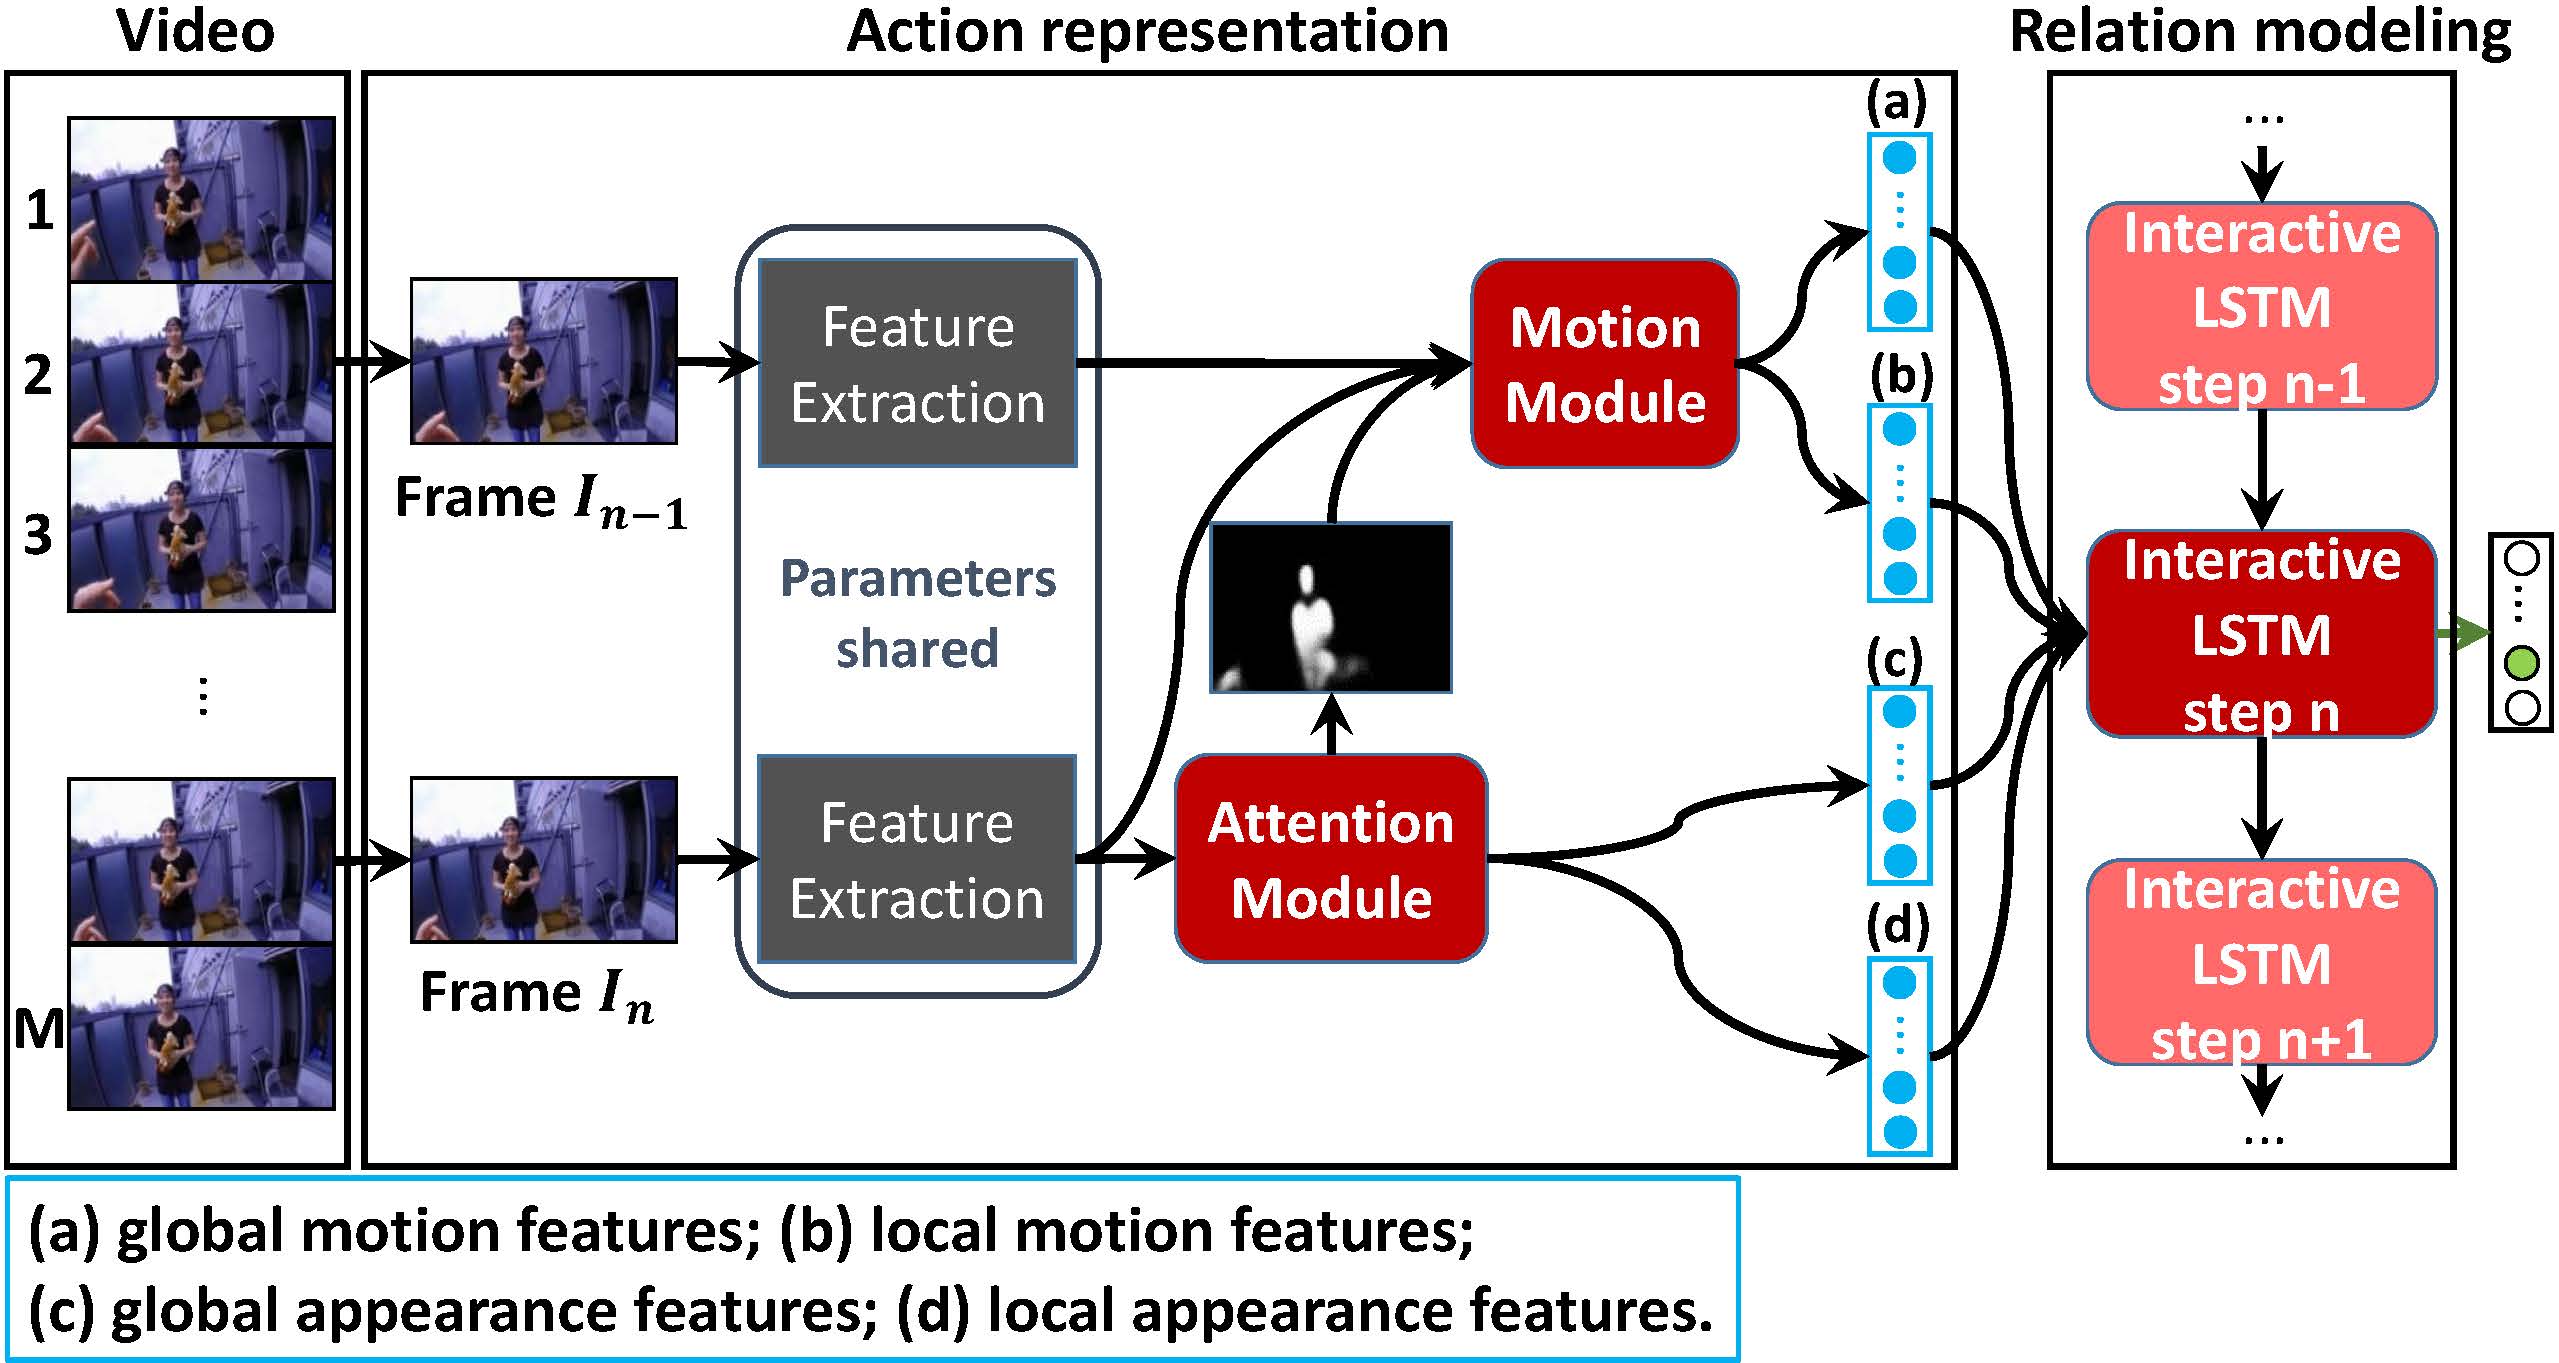 Video
Action representation
Relation modeling
1
2
3
...
M
Frame I_{n-1}
Frame I_n
Feature
Extraction
Parameters
shared
Feature
Extraction
Motion
Module
Attention
Module
(a)
(b)
(c)
(d)
...
Interactive
LSTM
step n-1
Interactive
LSTM
step n
Interactive
LSTM
step n+1
...
(a) global motion features; (b) local motion features;
(c) global appearance features; (d) local appearance features.